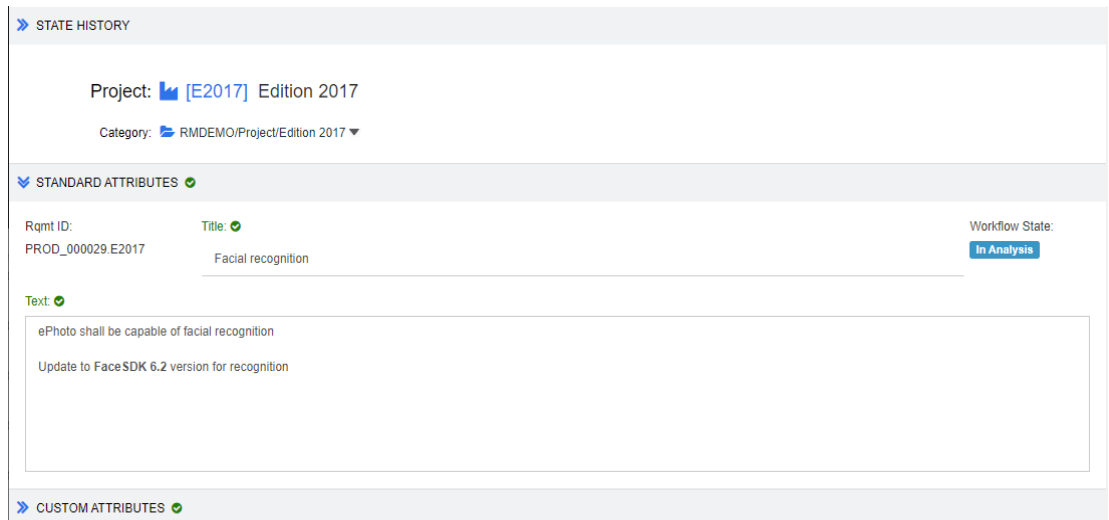 STATE HISTORY
Project: [E2017] Edition 2017
Category: RMDEMO/Project/Edition 2017
STANDARD ATTRIBUTES
Rqmt ID: Title: Workflow State:
PROD_000029.E2017 Facial recognition In Analysis
Text:
ePhoto shall be capable of facial recognition
Update to FaceSDK 6.2 version for recognition
CUSTOM ATTRIBUTES